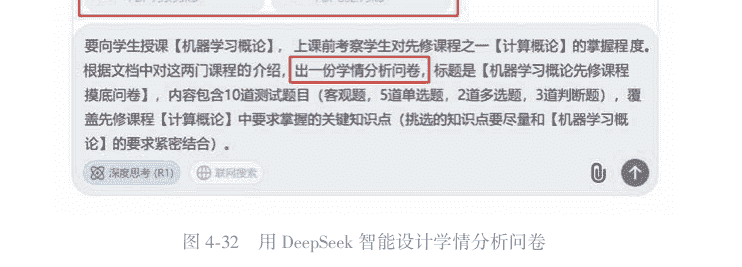 要向学生授课【机器学习概论】，上课前考察学生对先修课程之一【计算概论】的掌握程度。
根据文档中对这两门课程的介绍，出一份学情分析问卷，标题是【机器学习概论先修课程
摸底问卷】，内容包含10道测试题目（客观题，5道单选题，2道多选题，3道判断题），覆
盖先修课程【计算概论】中要求掌握的关键知识点（挑选的知识点要尽量和【机器学习概
论】的要求紧密结合）。
深度思考 (R1) 联网搜索
图 4-32 用 DeepSeek 智能设计学情分析问卷